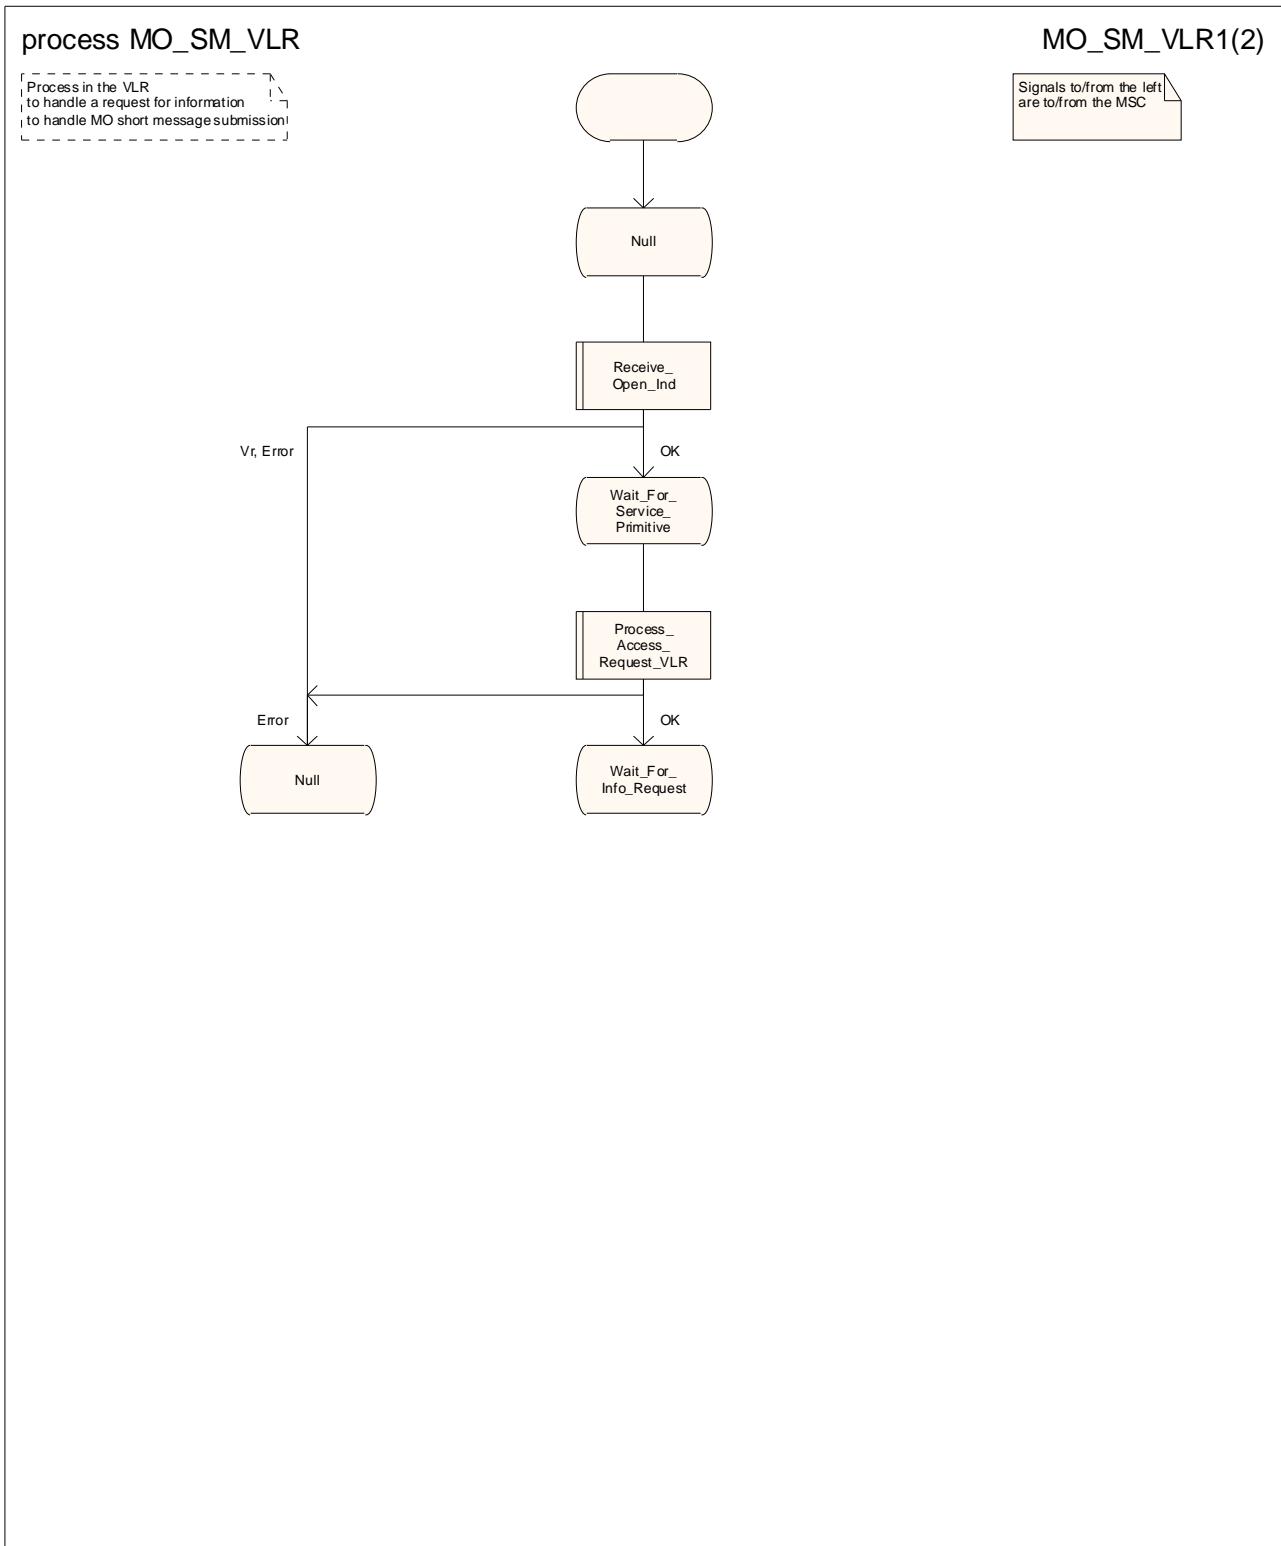 process MO_SM_VLR
MO_SM_VLR1(2)
Process in the VLR
to handle a request for information
to handle MO short message submission
Signals to/from the left
are to/from the MSC
Null
Receive_
Open_Ind
Vr, Error
OK
Wait_For_
Service_
Primitive
Process_
Access_
Request_VLR
Error
OK
Null
Wait_For_
Info_Request